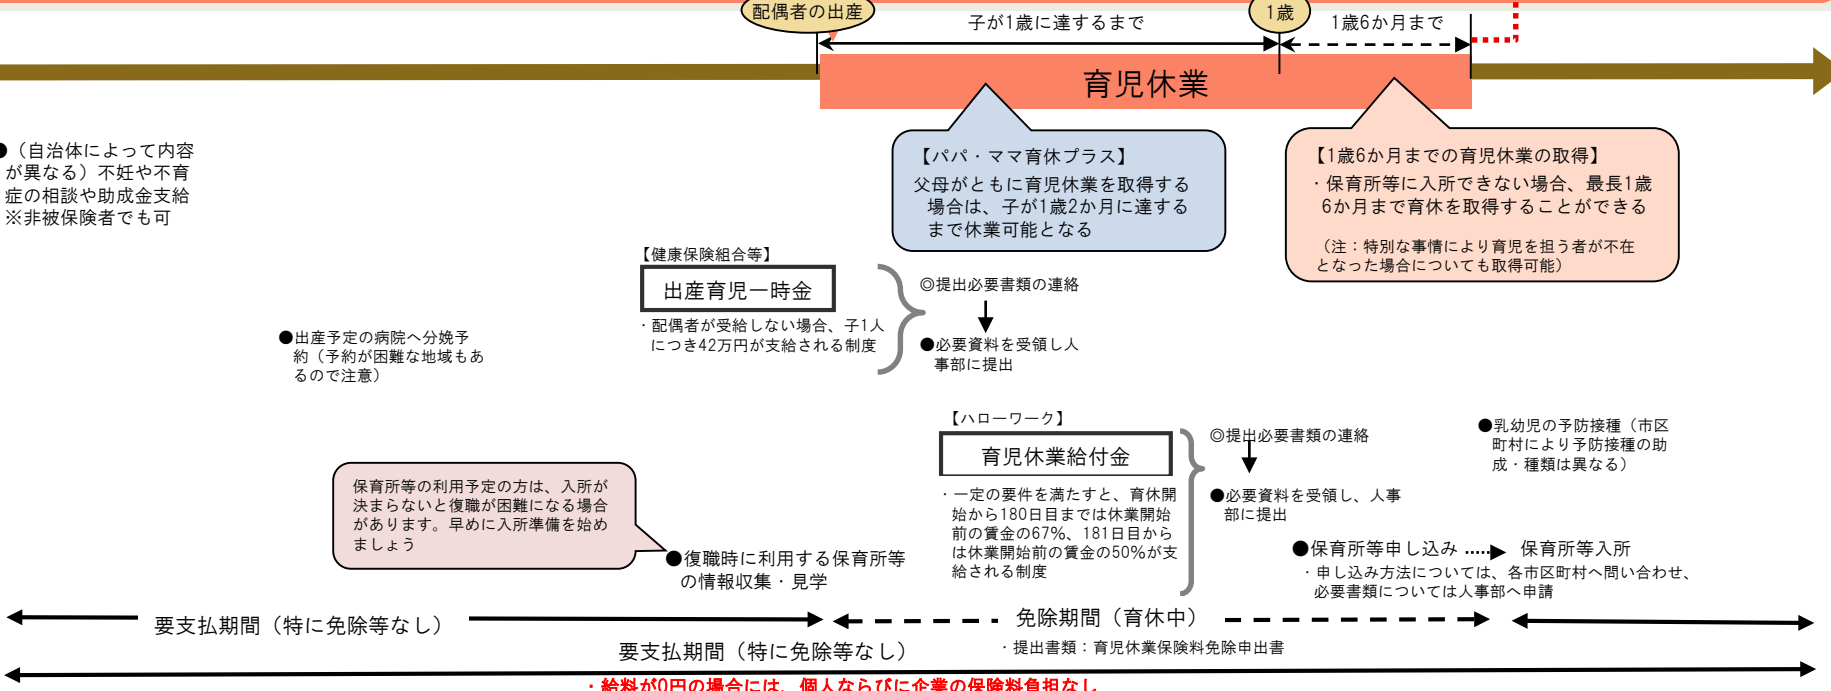 配偶者の出産
子が1歳に達するまで
1歳
1歳6か月まで
育児休業
●（自治体によって内容
が異なる）不妊や不育
症の相談や助成金支給
※非被保険者でも可
【パパ・ママ育休プラス】
父母がともに育児休業を取得する
場合は、子が1歳2か月に達する
まで休業可能となる
【1歳6か月までの育児休業の取得】
・保育所等に入所できない場合、最長1歳
6か月まで育休を取得することができる
（注：特別な事情により育児を担う者が不在
となった場合についても取得可能）
【健康保険組合等】
出産育児一時金
・配偶者が受給しない場合、子1人
につき42万円が支給される制度
◎提出必要書類の連絡
●必要資料を受領し人
事部に提出
●出産予定の病院へ分娩予
約（予約が困難な地域もあ
るので注意）
【ハローワーク】
育児休業給付金
・一定の要件を満たすと、育休開
始から180日目までは休業開始
前の賃金の67%、181日目から
は休業開始前の賃金の50%が支
給される制度
◎提出必要書類の連絡
●必要資料を受領し、人事
部に提出
●乳幼児の予防接種（市区
町村により予防接種の助
成・種類は異なる）
保育所等の利用予定の方は、入所が
決まらないと復職が困難になる場合
があります。早めに入所準備を始め
ましょう
●復職時に利用する保育所等
の情報収集・見学
●保育所等申し込み
保育所等入所
・申し込み方法については、各市区町村へ問い合わせ、
必要書類については人事部へ申請
要支払期間（特に免除等なし）
免除期間（育休中）
・提出書類：育児休業保険料免除申出書
要支払期間（特に免除等なし）
・給料が0円の場合には、個人ならびに企業の保険料負担なし